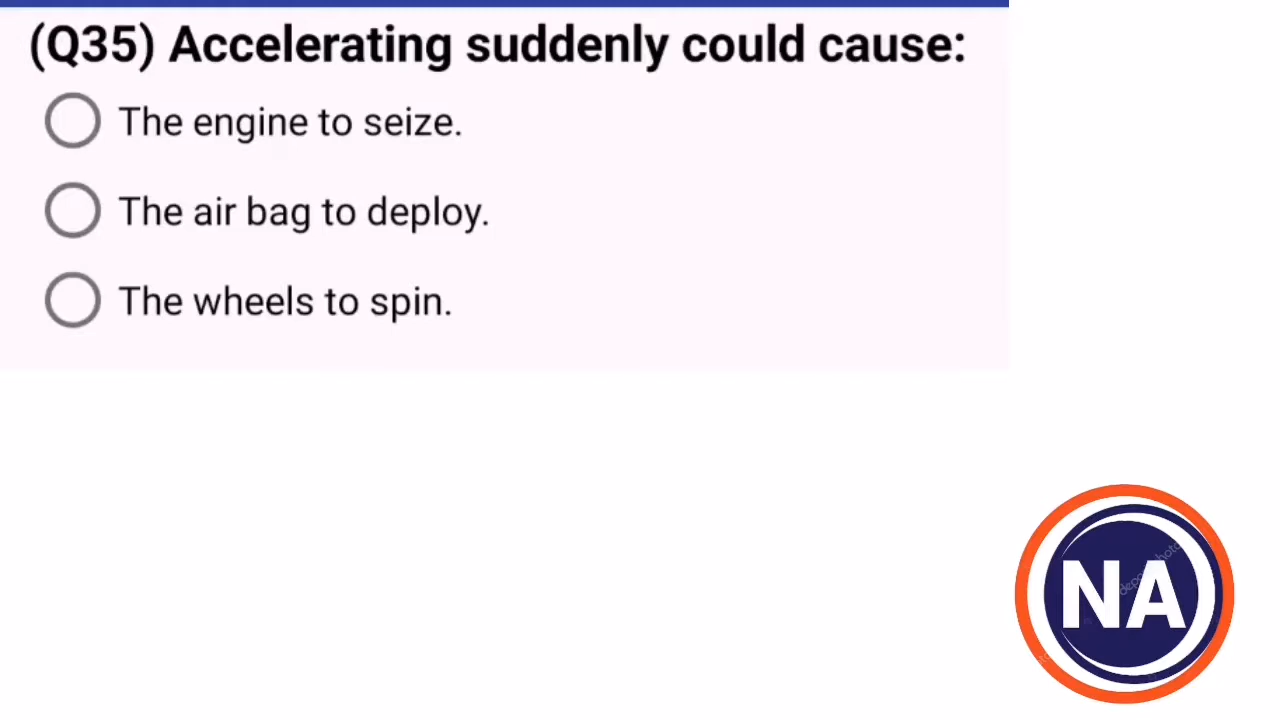 (Q35) Accelerating suddenly could cause:
The engine to seize.
The air bag to deploy.
The wheels to spin.
NA